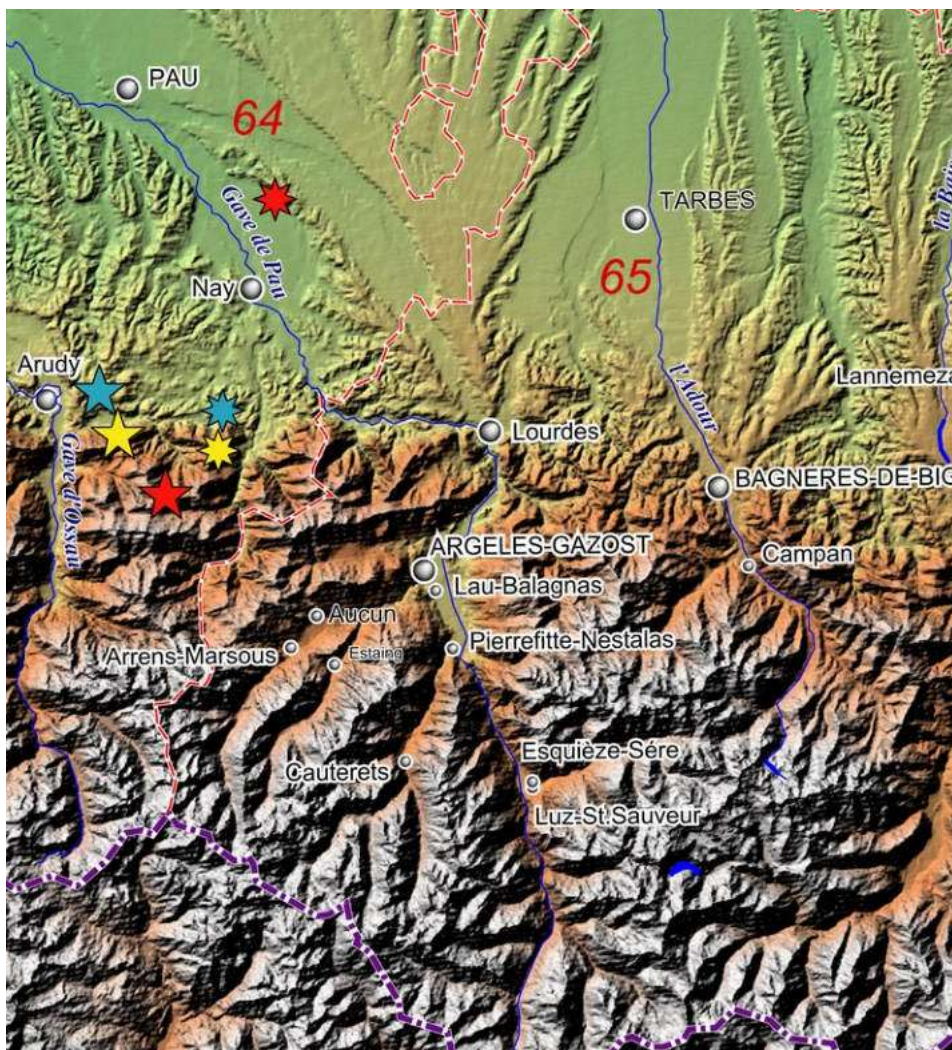 PAU
64
Gave de Pau
TARBES
65
Nay
Arudy
l'Adour
Lannemeza
Lourdes
Gave d'Ossau
BAGNERES-DE-BIG
ARGELES-GAZOST
Campan
Lau-Balagnas
Aucun
Arrens-Marsous
Estaing
Pierrefitte-Nestalas
Esquièze-Sére
Cauterets
Luz-St.Sauveur